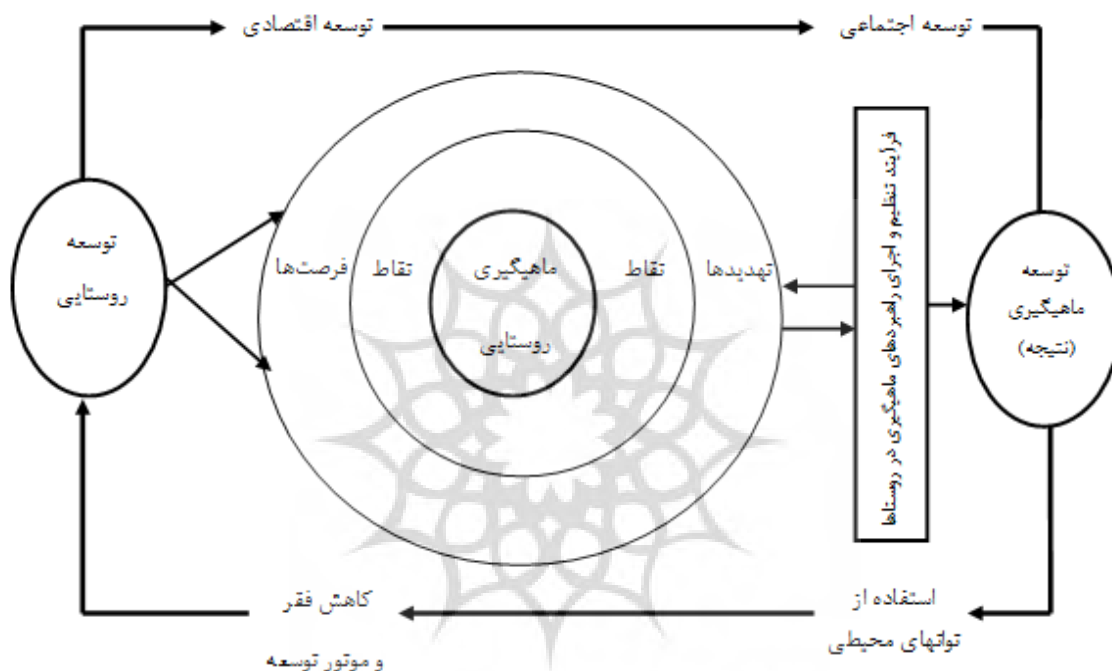 توسعه اجتماعی
توسعه اقتصادی
توسعه
ماهیگیری
(نتیجه)
فرایند تنظیم و اجرای راهبردهای ماهیگیری در روستاها
تهدیدها
تقاط
ماهیگیری
روستایی
تقاط
فرصت‌ها
توسعه
روستایی
استفاده از
تواتهای محیطی
کاهش فقر
و موتور توسعه